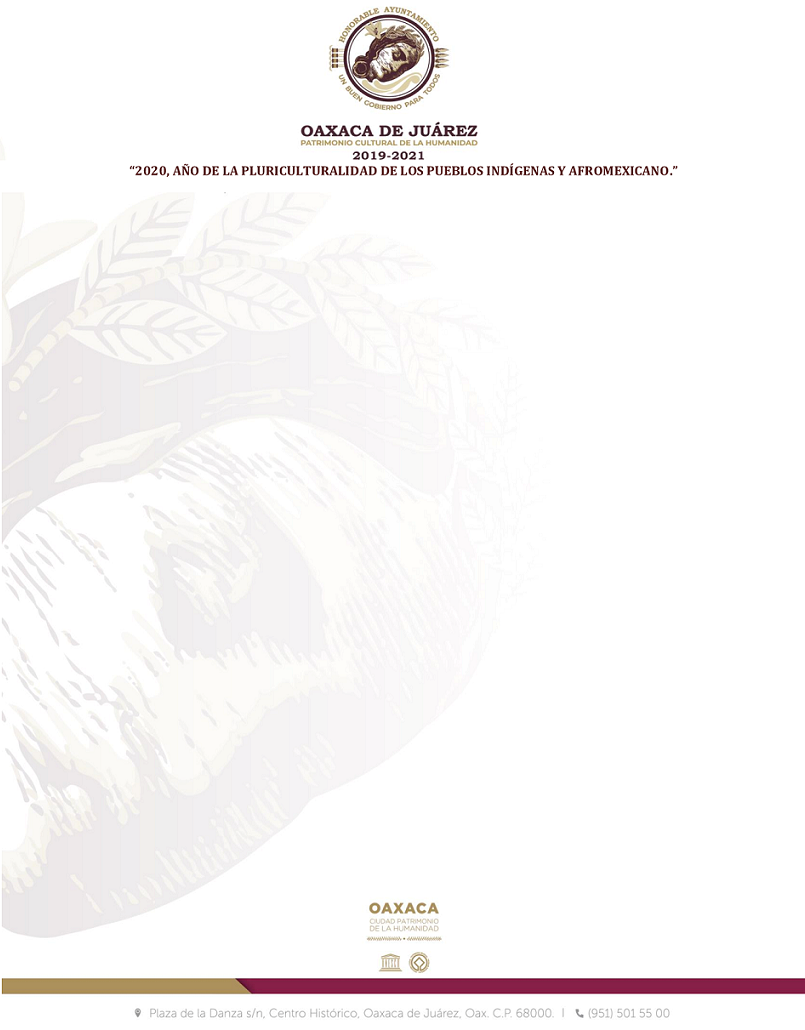 HONORABLE AYUNTAMIENTO
UN BUEN GOBIERNO PARA TODOS
OAXACA DE JUÁREZ
PATRIMONIO CULTURAL DE LA HUMANIDAD
2019-2021
“2020, AÑO DE LA PLURICULTURALIDAD DE LOS PUEBLOS INDÍGENAS Y AFROMEXICANO.”
OAXACA
CIUDAD PATRIMONIO
DE LA HUMANIDAD
Plaza de la Danza s/n, Centro Histórico, Oaxaca de Juárez, Oax. C.P. 68000. | (951) 501 55 00